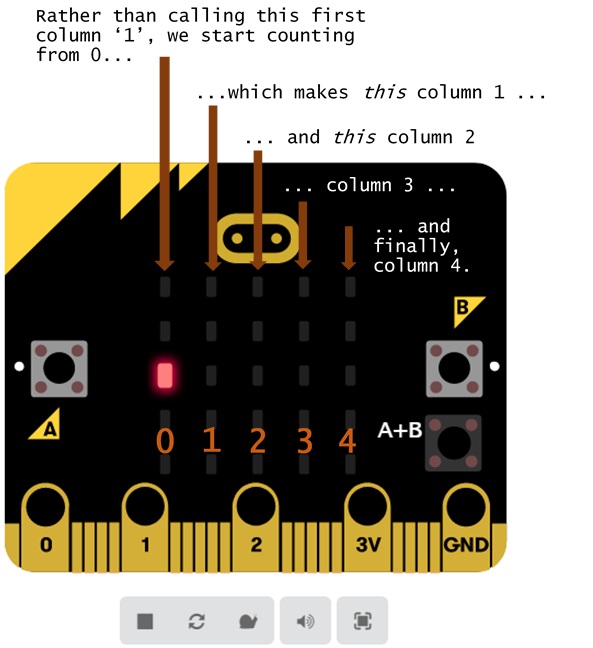 Rather than calling this first
column ‘1’, we start counting
from 0...
...which makes this column 1 ...
... and this column 2
... column 3 ...
... and
finally,
column 4.
B
A
0 1 2 3 4
A+B
0 1 2 3V GND